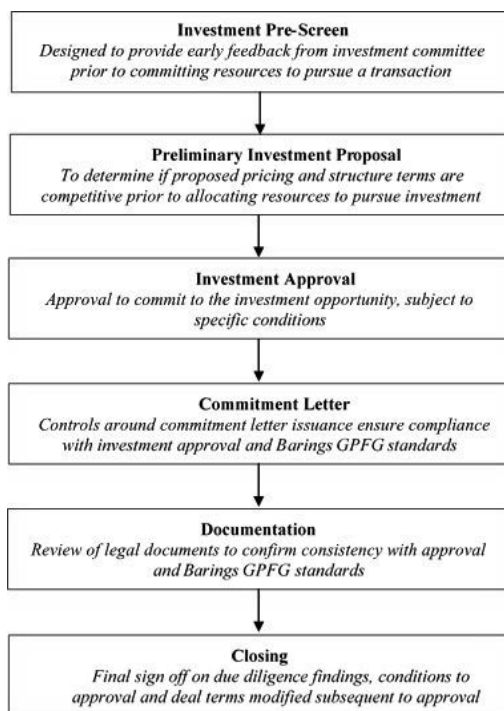 Investment Pre-Screen
Designed to provide early feedback from investment committee
prior to committing resources to pursue a transaction
Preliminary Investment Proposal
To determine if proposed pricing and structure terms are
competitive prior to allocating resources to pursue investment
Investment Approval
Approval to commit to the investment opportunity, subject to
specific conditions
Commitment Letter
Controls around commitment letter issuance ensure compliance
with investment approval and Barings GPFG standards
Documentation
Review of legal documents to confirm consistency with approval
and Barings GPFG standards
Closing
Final sign off on due diligence findings, conditions to
approval and deal terms modified subsequent to approval